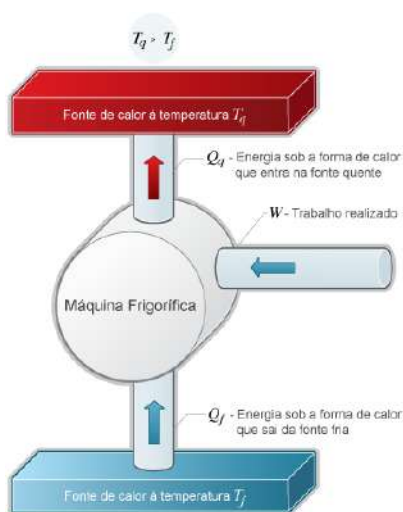 T_q > T_f
Fonte de calor à temperatura T_q
Q_q - Energia sob a forma de calor
que entra na fonte quente
W - Trabalho realizado
Máquina Frigorífica
Q_f - Energia sob a forma de calor
que sai da fonte fria
Fonte de calor à temperatura T_f